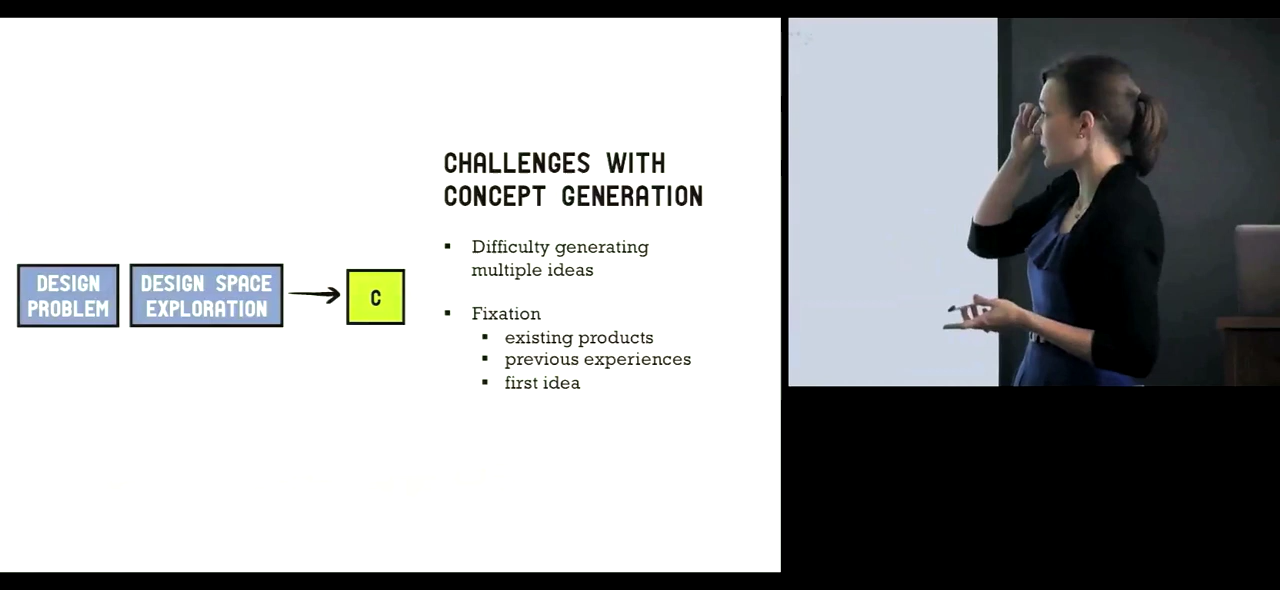 CHALLENGES WITH
CONCEPT GENERATION
▪ Difficulty generating
multiple ideas
▪ Fixation
▪ existing products
▪ previous experiences
▪ first idea
DESIGN
PROBLEM
DESIGN SPACE
EXPLORATION
C